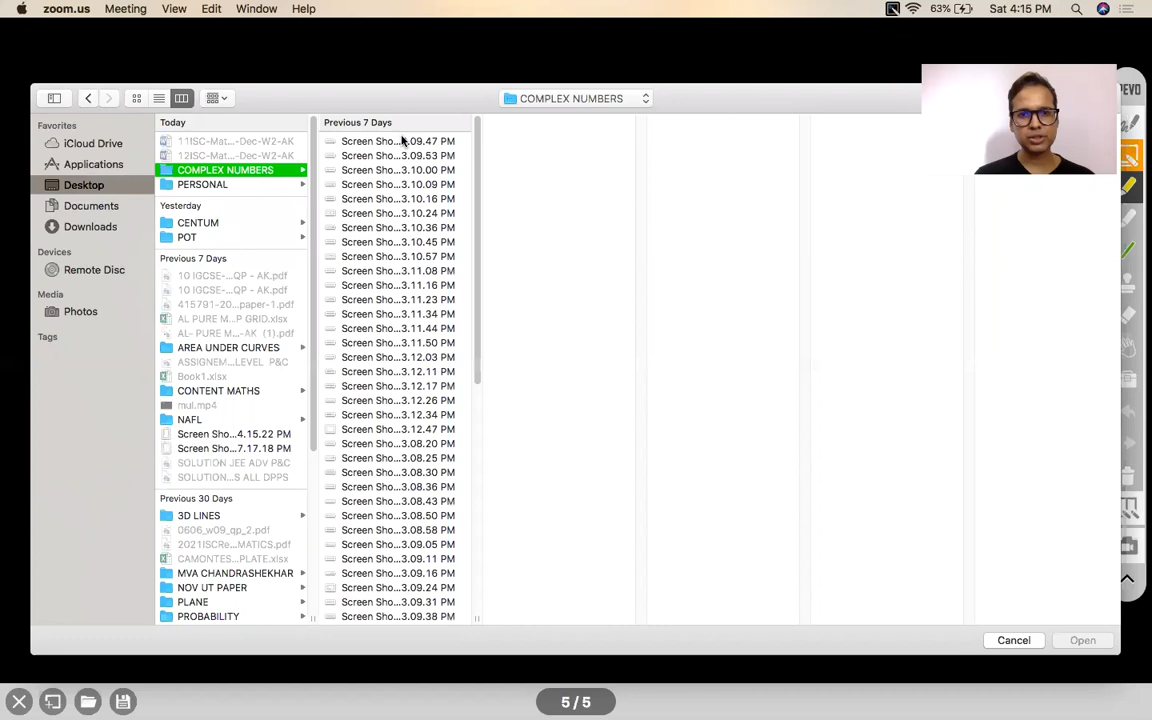 zoom.us Meeting View Edit Window Help 63% Sat 4:15 PM
COMPLEX NUMBERS
EVO
Favorites
iCloud Drive
Applications
Desktop
Documents
Downloads
Devices
Remote Disc
Media
Photos
Tags
Today
11ISC-Mat...-Dec-W2-AK
12ISC-Mat...-Dec-W2-AK
COMPLEX NUMBERS
PERSONAL
Yesterday
CENTUM
POT
Previous 7 Days
10 IGCSE-...QP - AK.pdf
10 IGCSE-...QP - AK.pdf
415791-20...paper-1.pdf
AL PURE M...P GRID.xlsx
AL- PURE M...-AK (1).pdf
AREA UNDER CURVES
ASSIGNEM...LEVEL P&C
Book1.xlsx
CONTENT MATHS
mul.mp4
NAFL
Screen Sho...4.15.22 PM
Screen Sho...7.17.18 PM
SOLUTION JEE ADV P&C
SOLUTION...S ALL DPPS
Previous 30 Days
3D LINES
0606_w09_qp_2.pdf
2021ISCRe...MATICS.pdf
CAMONTES...PLATE.xlsx
MVA CHANDRASHEKHAR
NOV UT PAPER
PLANE
PROBABILITY
Previous 7 Days
Screen Sho...3.09.47 PM
Screen Sho...3.09.53 PM
Screen Sho...3.10.00 PM
Screen Sho...3.10.09 PM
Screen Sho...3.10.16 PM
Screen Sho...3.10.24 PM
Screen Sho...3.10.36 PM
Screen Sho...3.10.45 PM
Screen Sho...3.10.57 PM
Screen Sho...3.11.08 PM
Screen Sho...3.11.16 PM
Screen Sho...3.11.23 PM
Screen Sho...3.11.34 PM
Screen Sho...3.11.44 PM
Screen Sho...3.11.50 PM
Screen Sho...3.12.03 PM
Screen Sho...3.12.11 PM
Screen Sho...3.12.17 PM
Screen Sho...3.12.26 PM
Screen Sho...3.12.34 PM
Screen Sho...3.12.47 PM
Screen Sho...3.08.20 PM
Screen Sho...3.08.25 PM
Screen Sho...3.08.30 PM
Screen Sho...3.08.36 PM
Screen Sho...3.08.43 PM
Screen Sho...3.08.50 PM
Screen Sho...3.08.58 PM
Screen Sho...3.09.05 PM
Screen Sho...3.09.11 PM
Screen Sho...3.09.16 PM
Screen Sho...3.09.24 PM
Screen Sho...3.09.31 PM
Screen Sho...3.09.38 PM
Cancel Open
5 / 5